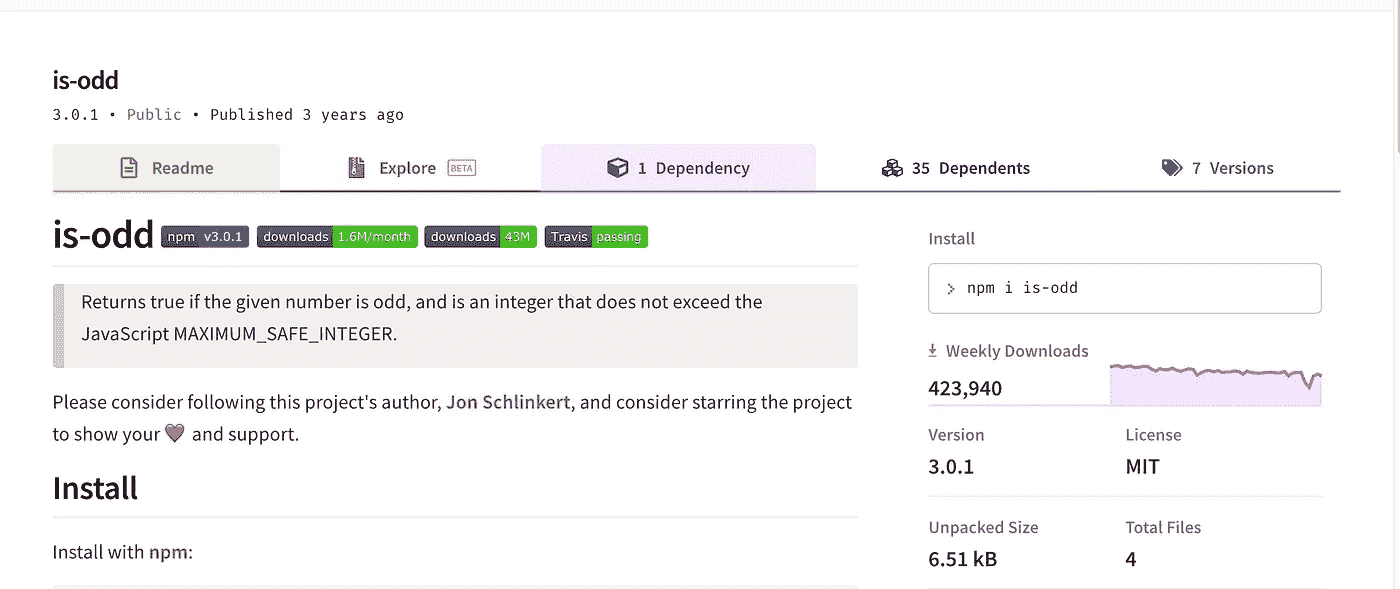 is-odd
3.0.1 • Public • Published 3 years ago
Readme
Explore BETA
1 Dependency
35 Dependents
7 Versions
is-odd
npm v3.0.1
downloads 1.6M/month
downloads 43M
Travis passing
Returns true if the given number is odd, and is an integer that does not exceed the
JavaScript MAXIMUM_SAFE_INTEGER.
Please consider following this project's author, Jon Schlinkert, and consider starring the project
to show your ❤ and support.
Install
Install with npm:
Install
> npm i is-odd
Weekly Downloads
423,940
Version
3.0.1
License
MIT
Unpacked Size
6.51 kB
Total Files
4